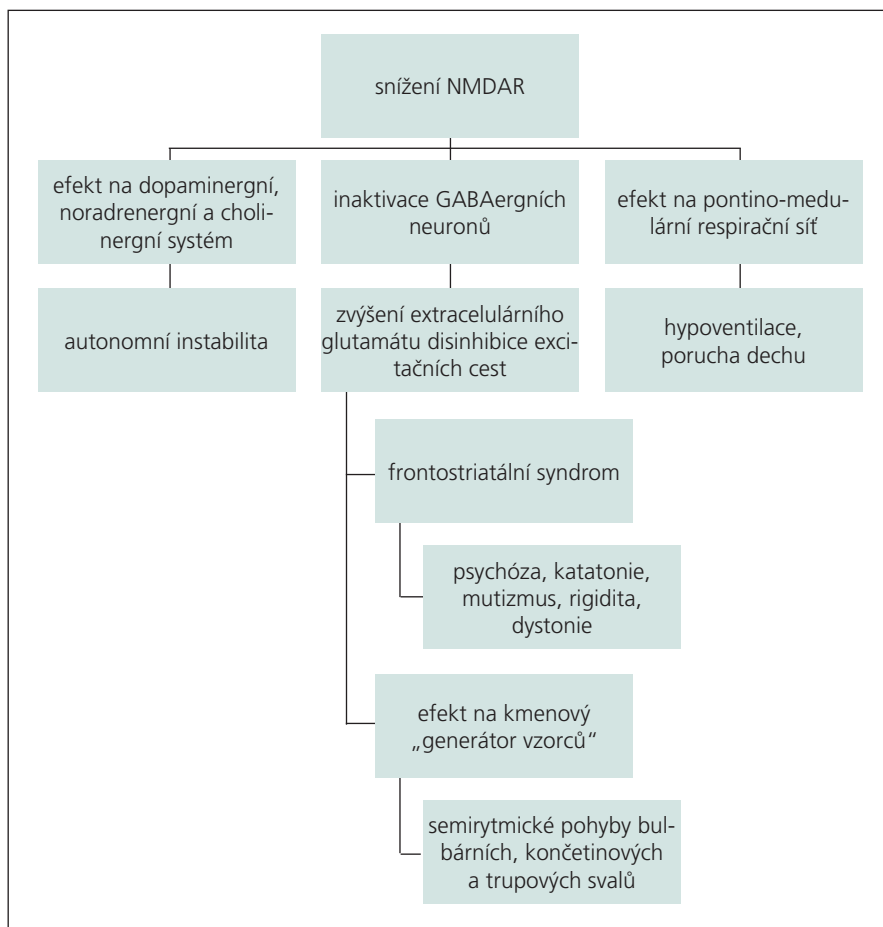 snížení NMDAR
efekt na dopaminergní,
noradrenergní a choli-
nergní systém
inaktivace GABAergních
neuronů
efekt na pontino-medu-
lární respirační síť
autonomní instabilita
zvýšení extracelulárního
glutamátu disinhibice exci-
tačních cest
hypoventilace,
porucha dechu
frontostriatální syndrom
psychóza, katatonie,
mutizmus, rigidita,
dystonie
efekt na kmenový
„generátor vzorců“
semirytmické pohyby bul-
bárních, končetinových
a trupových svalů